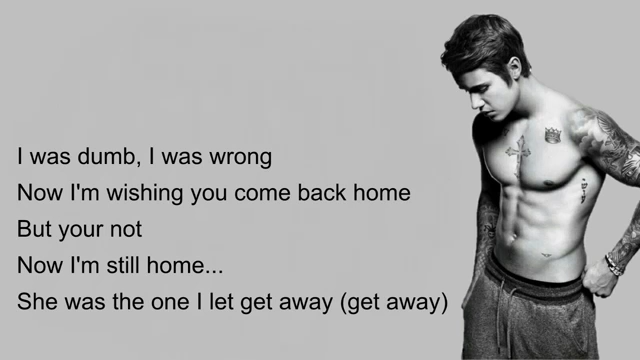 I was dumb, I was wrong
Now I'm wishing you come back home
But your not
Now I'm still home...
She was the one I let get away (get away)